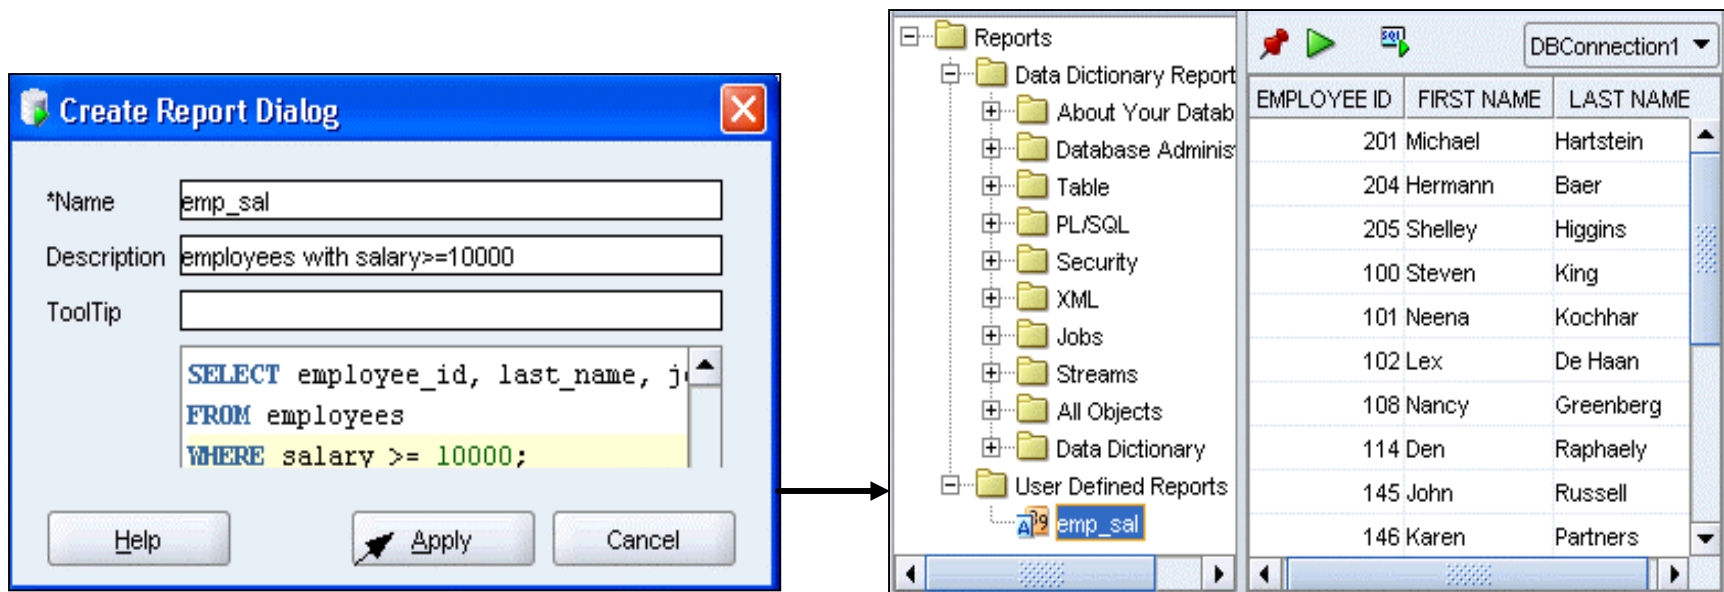 Create Report Dialog
*Name emp_sal
Description employees with salary>=10000
ToolTip
SELECT employee_id, last_name,
FROM employees
WHERE salary >= 10000;
Help Apply Cancel
Reports
Data Dictionary Report
About Your Datab
Database Adminis
Table
PL/SQL
Security
XML
Jobs
Streams
All Objects
Data Dictionary
User Defined Reports
emp_sal
SQL
DBConnection1
EMPLOYEE ID FIRST NAME LAST NAME
201 Michael Hartstein
204 Hermann Baer
205 Shelley Higgins
100 Steven King
101 Neena Kochhar
102 Lex De Haan
108 Nancy Greenberg
114 Den Raphaely
145 John Russell
146 Karen Partners